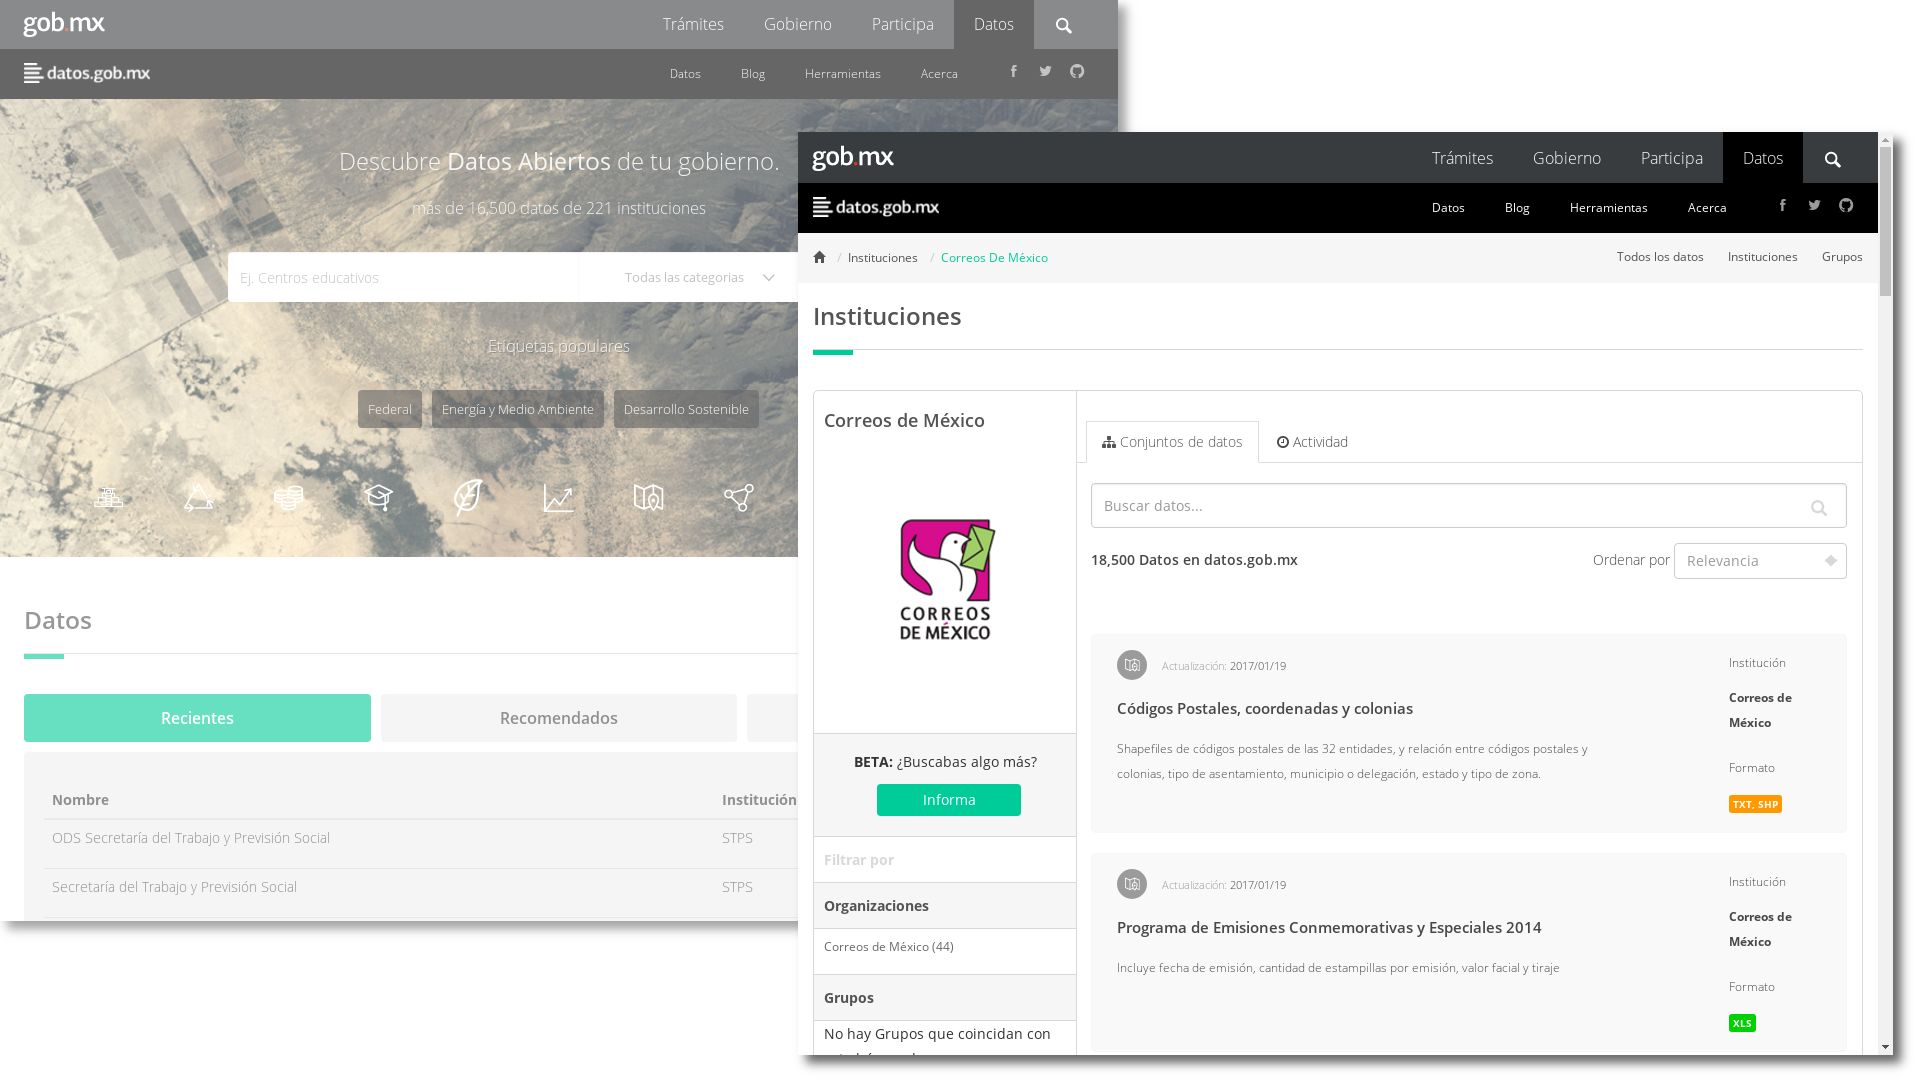 gob.mx
Trámites
Gobierno
Participa
Datos
datos.gob.mx
Datos
Blog
Herramientas
Acerca
Descubre Datos Abiertos de tu gobierno.
más de 16,500 datos de 221 instituciones
Ej. Centros educativos
Todas las categorias
Etiquetas populares
Federal
Energía y Medio Ambiente
Desarrollo Sostenible
Datos
Recientes
Recomendados
Nombre
Institución
ODS Secretaría del Trabajo y Previsión Social
STPS
Secretaría del Trabajo y Previsión Social
STPS
gob.mx
Trámites
Gobierno
Participa
Datos
datos.gob.mx
Datos
Blog
Herramientas
Acerca
/ Instituciones / Correos De México
Todos los datos
Instituciones
Grupos
Instituciones
Correos de México
CORREOS
DE MÉXICO
BETA: ¿Buscabas algo más?
Informa
Filtrar por
Organizaciones
Correos de México (44)
Grupos
No hay Grupos que coincidan con
Conjuntos de datos
Actividad
Buscar datos...
18,500 Datos en datos.gob.mx
Ordenar por
Relevancia
Actualización: 2017/01/19
Códigos Postales, coordenadas y colonias
Shapefiles de códigos postales de las 32 entidades, y relación entre códigos postales y
colonias, tipo de asentamiento, municipio o delegación, estado y tipo de zona.
Institución
Correos de
México
Formato
TXT, SHP
Actualización: 2017/01/19
Programa de Emisiones Conmemorativas y Especiales 2014
Incluye fecha de emisión, cantidad de estampillas por emisión, valor facial y tiraje
Institución
Correos de
México
Formato
XLS